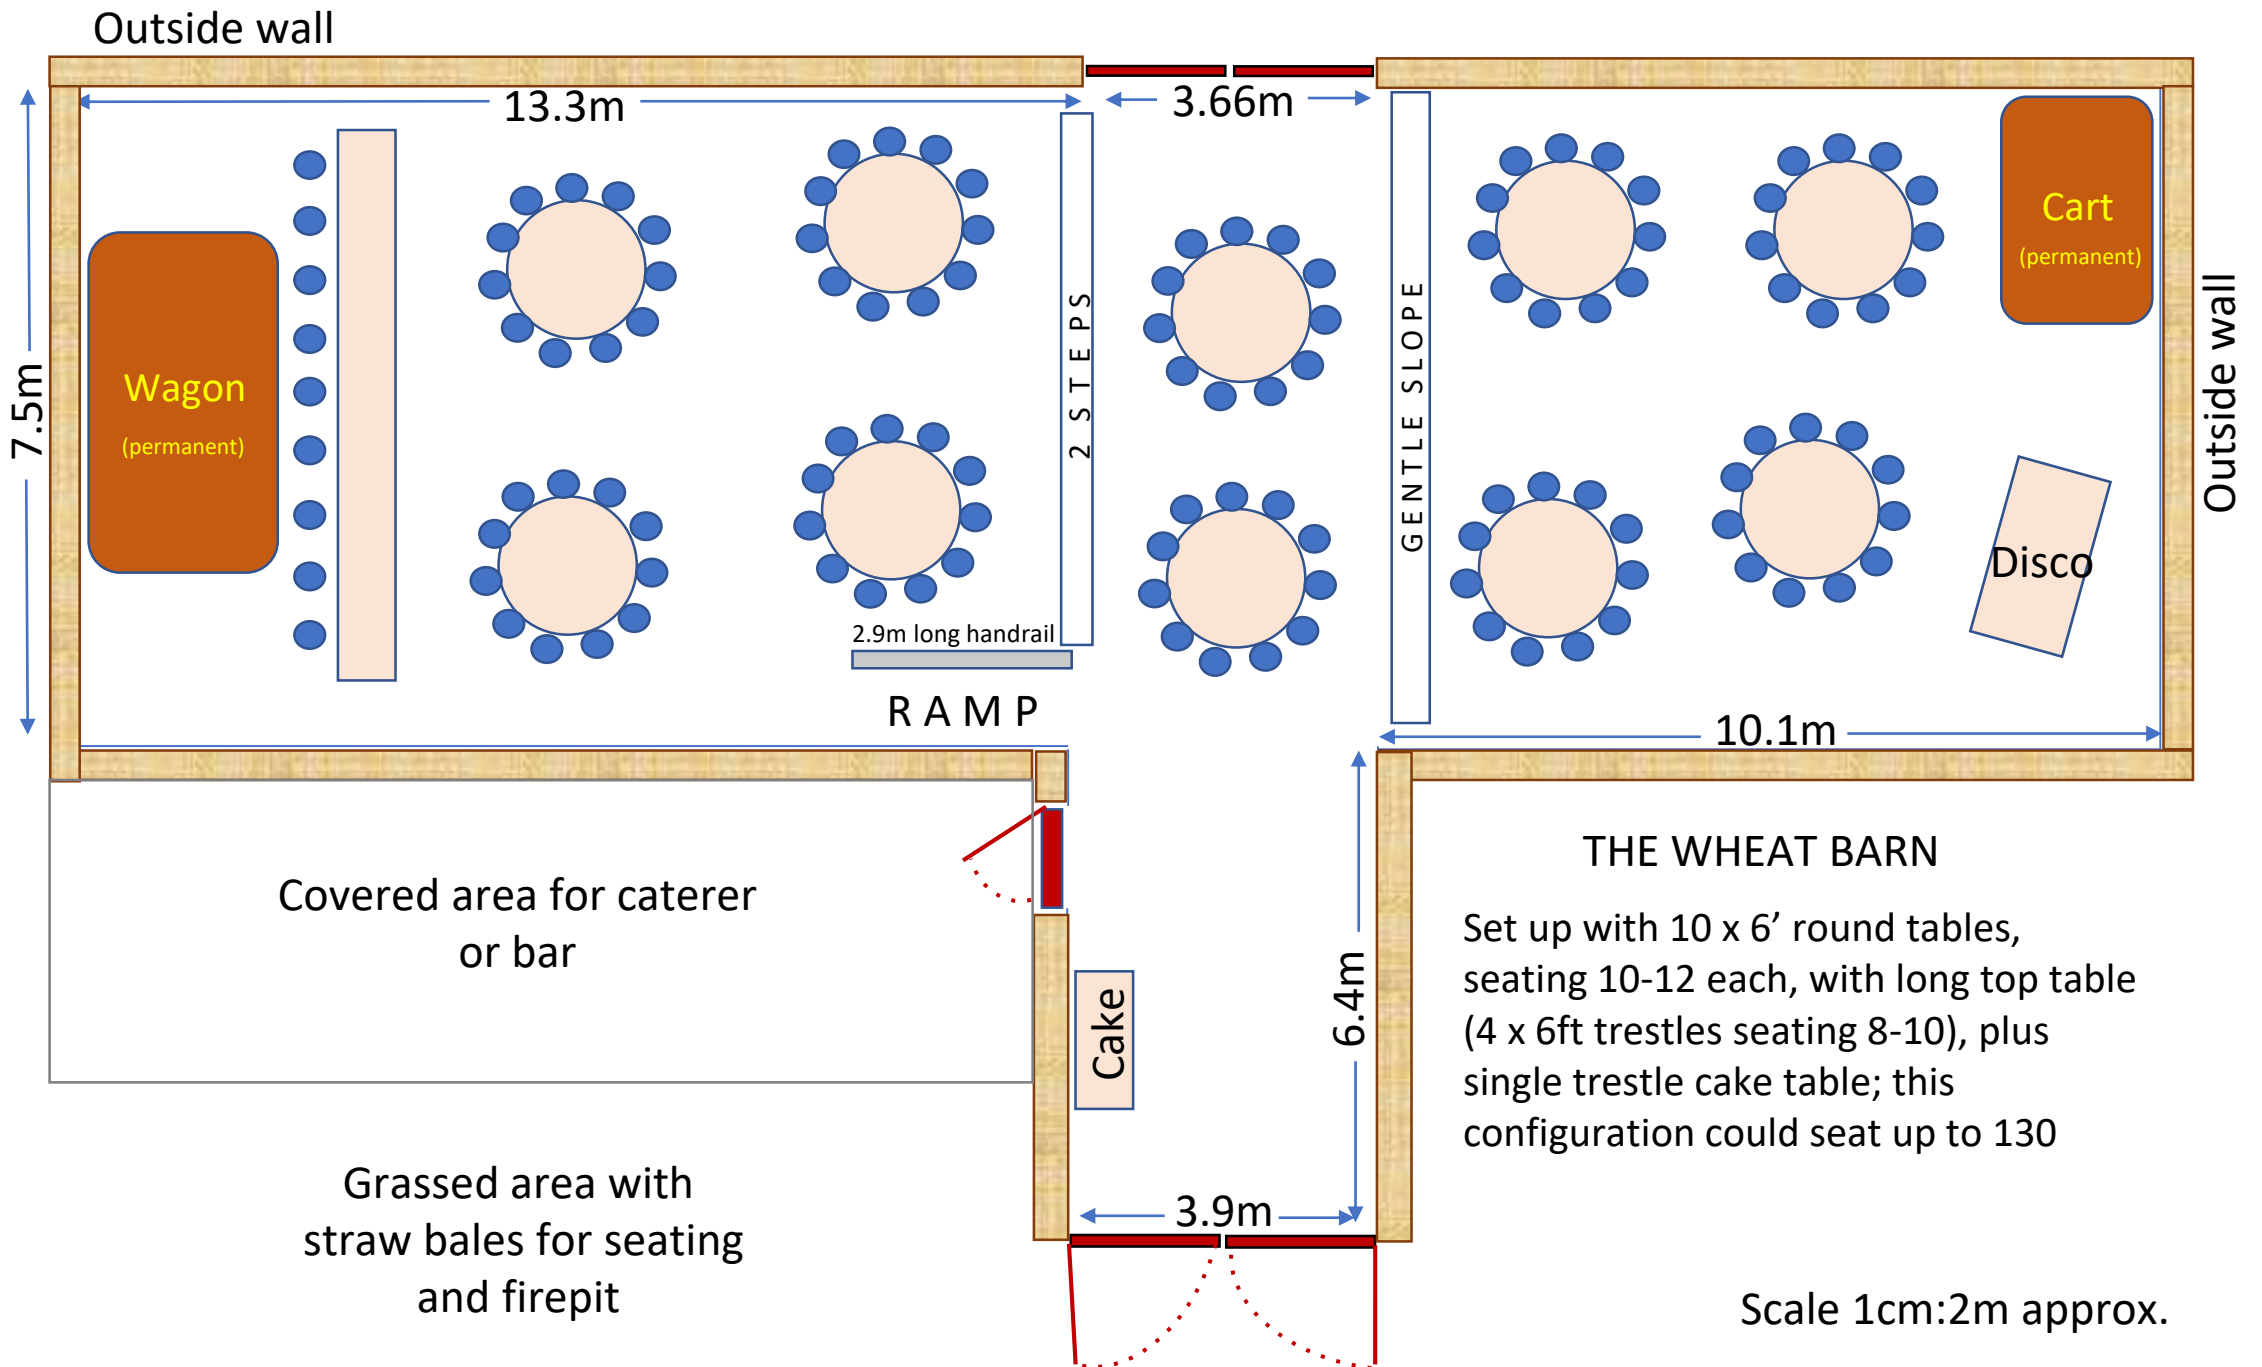 Outside wall
13.3m
3.66m
7.5m
Wagon
(permanent)
2 STEPS
GENTLE SLOPE
Cart
(permanent)
Outside wall
Disco
2.9m long handrail
RAMP
10.1m
Covered area for caterer
or bar
Cake
6.4m
3.9m
Grassed area with
straw bales for seating
and firepit
THE WHEAT BARN
Set up with 10 x 6’ round tables,
seating 10-12 each, with long top table
(4 x 6ft trestles seating 8-10), plus
single trestle cake table; this
configuration could seat up to 130
Scale 1cm:2m approx.